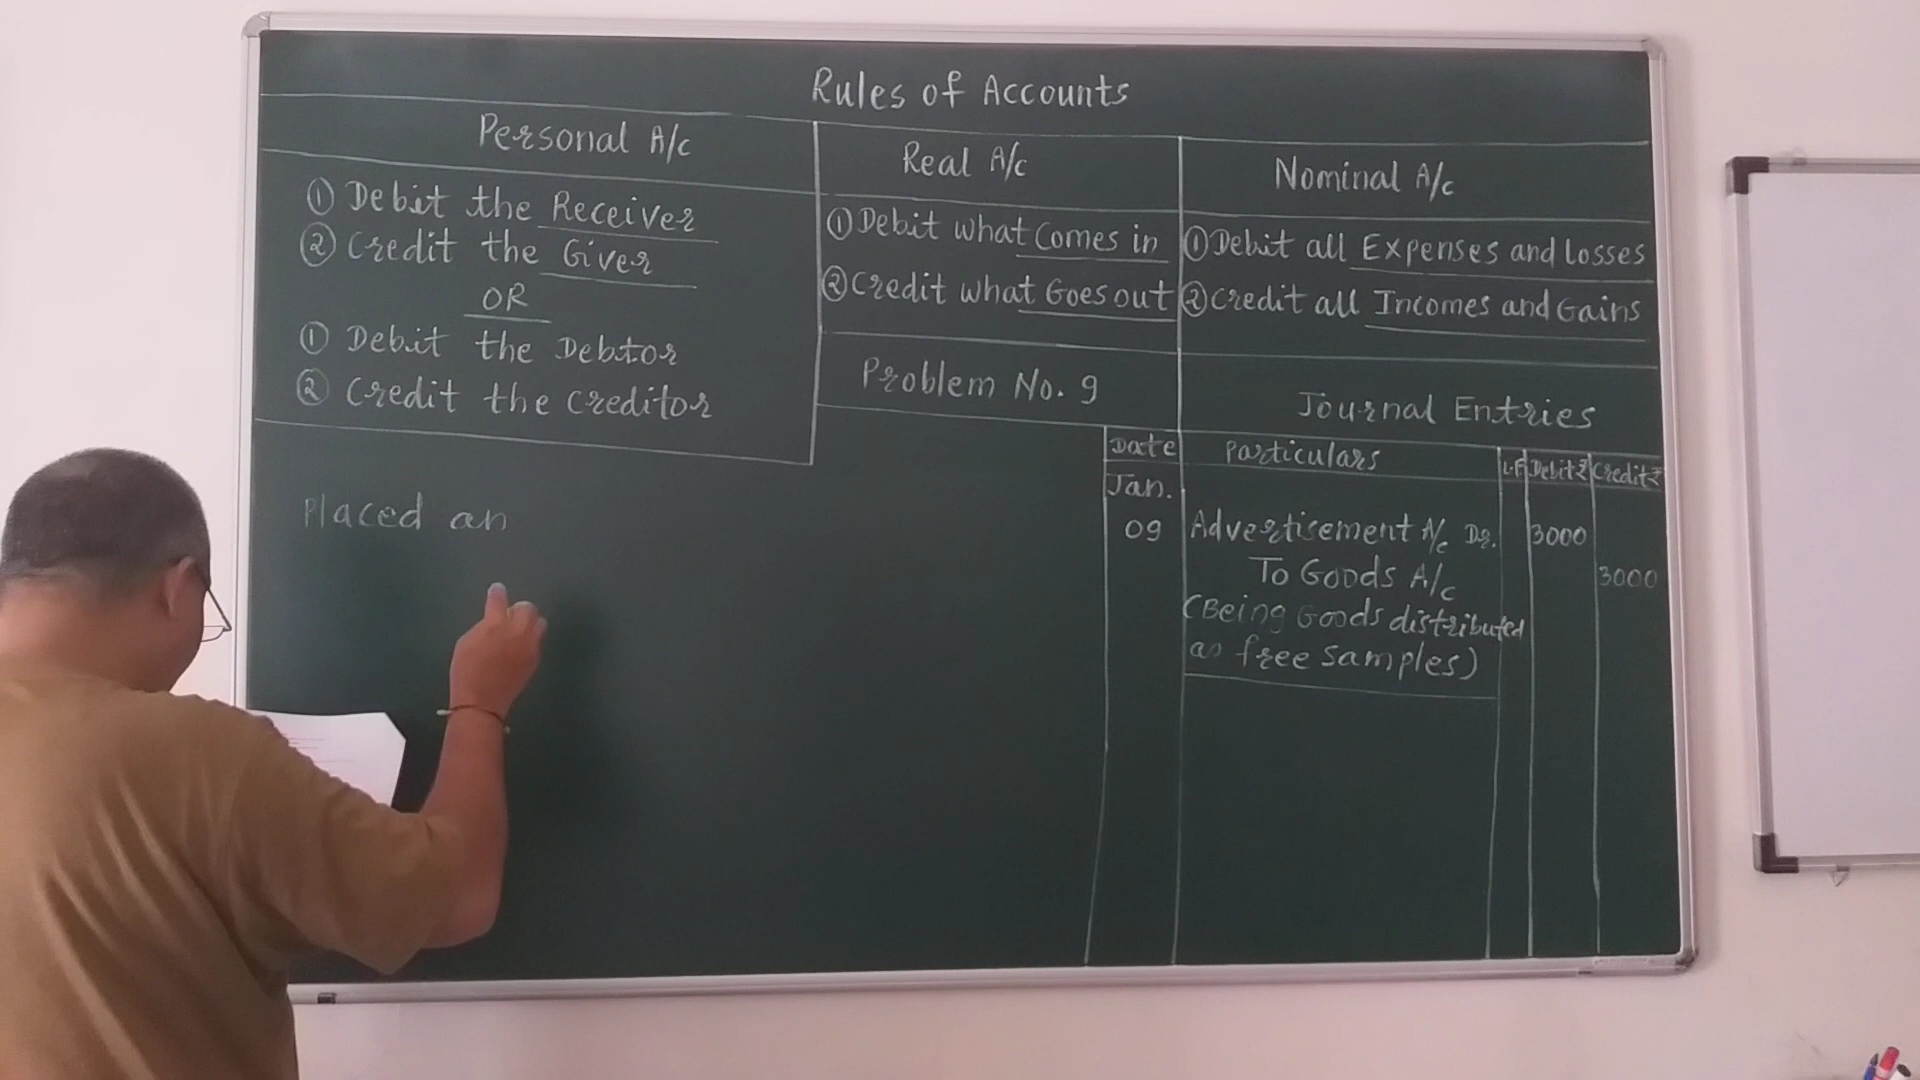 Rules of Accounts
Personal A/c
① Debit the Receiver
② Credit the Giver
OR
① Debit the Debtor
② Credit the Creditor
Real A/c
① Debit what Comes in
② Credit what Goes out
Nominal A/c
① Debit all Expenses and Losses
② Credit all Incomes and Gains
Problem No. 9
Placed an
Journal Entries
Date Particulars L.F Debit₹ Credit₹
Jan.
09 Advertisement A/c Dr. 3000
To Goods A/c 3000
(Being Goods distributed
as free samples)